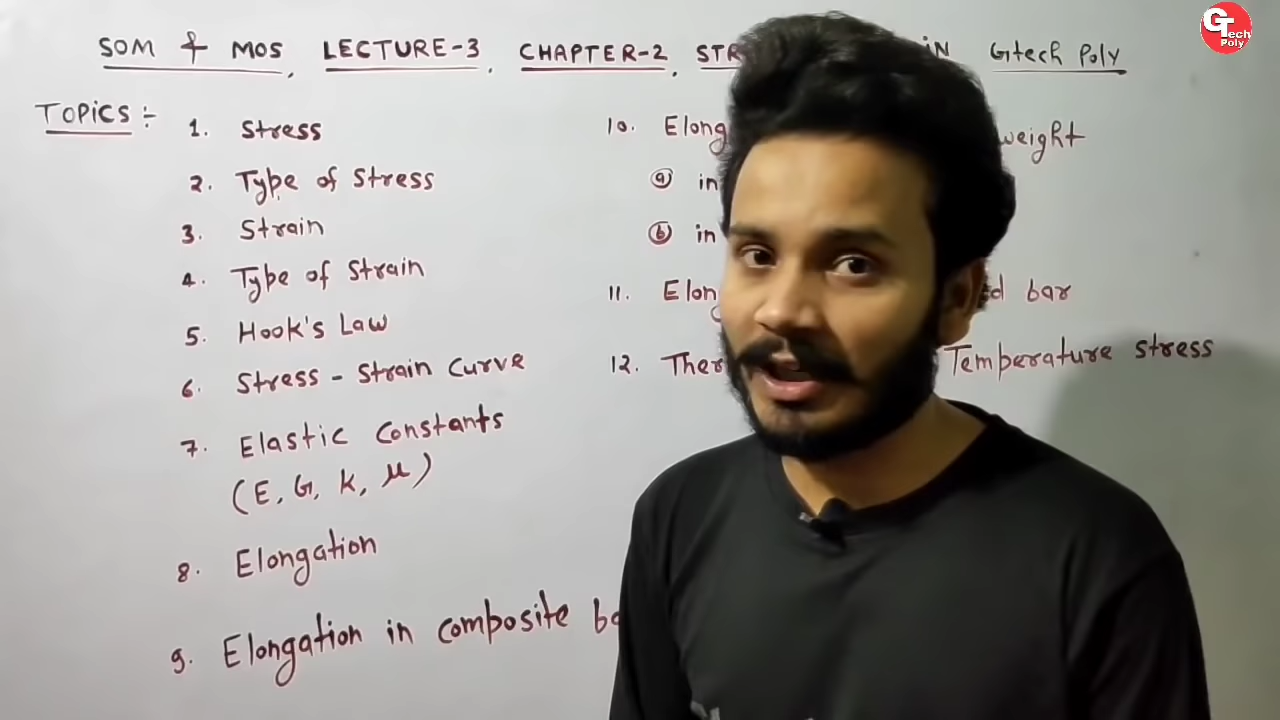 SOM & MOS, LECTURE-3, CHAPTER-2, STR IN Gtech Poly
GTech Poly
TOPICS :-
1. Stress
2. Type of Stress
3. Strain
4. Type of Strain
5. Hook's Law
6. Stress - Strain Curve
7. Elastic Constants
(E, G, K, μ)
8. Elongation
9. Elongation in composite
10. Elong weight
(a) in
(b) in
11. Elong bar
12. Ther Temperature stress